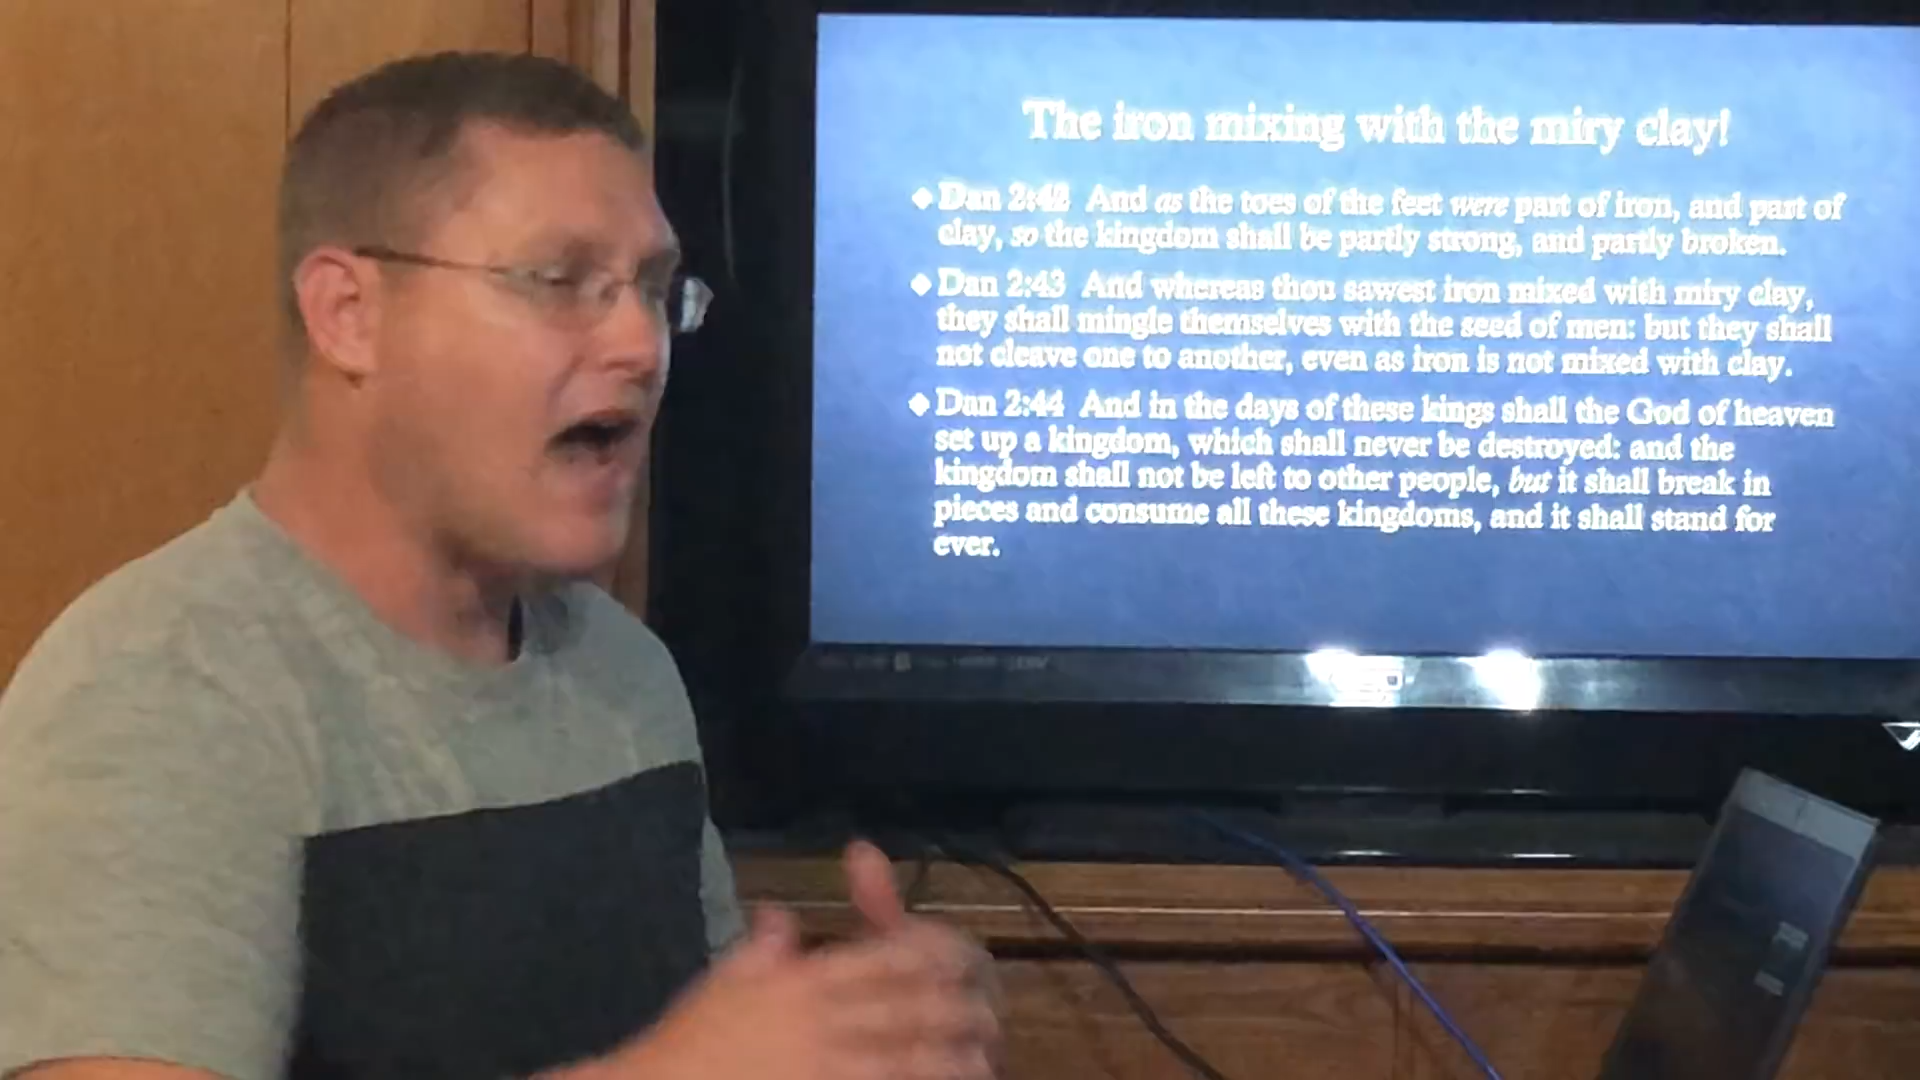 The iron mixing with the miry clay!
◆ Dan 2:42 And as the toes of the feet were part of iron, and part of
clay, so the kingdom shall be partly strong, and partly broken.
◆ Dan 2:43 And whereas thou sawest iron mixed with miry clay,
they shall mingle themselves with the seed of men: but they shall
not cleave one to another, even as iron is not mixed with clay.
◆ Dan 2:44 And in the days of these kings shall the God of heaven
set up a kingdom, which shall never be destroyed: and the
kingdom shall not be left to other people, but it shall break in
pieces and consume all these kingdoms, and it shall stand for
ever.